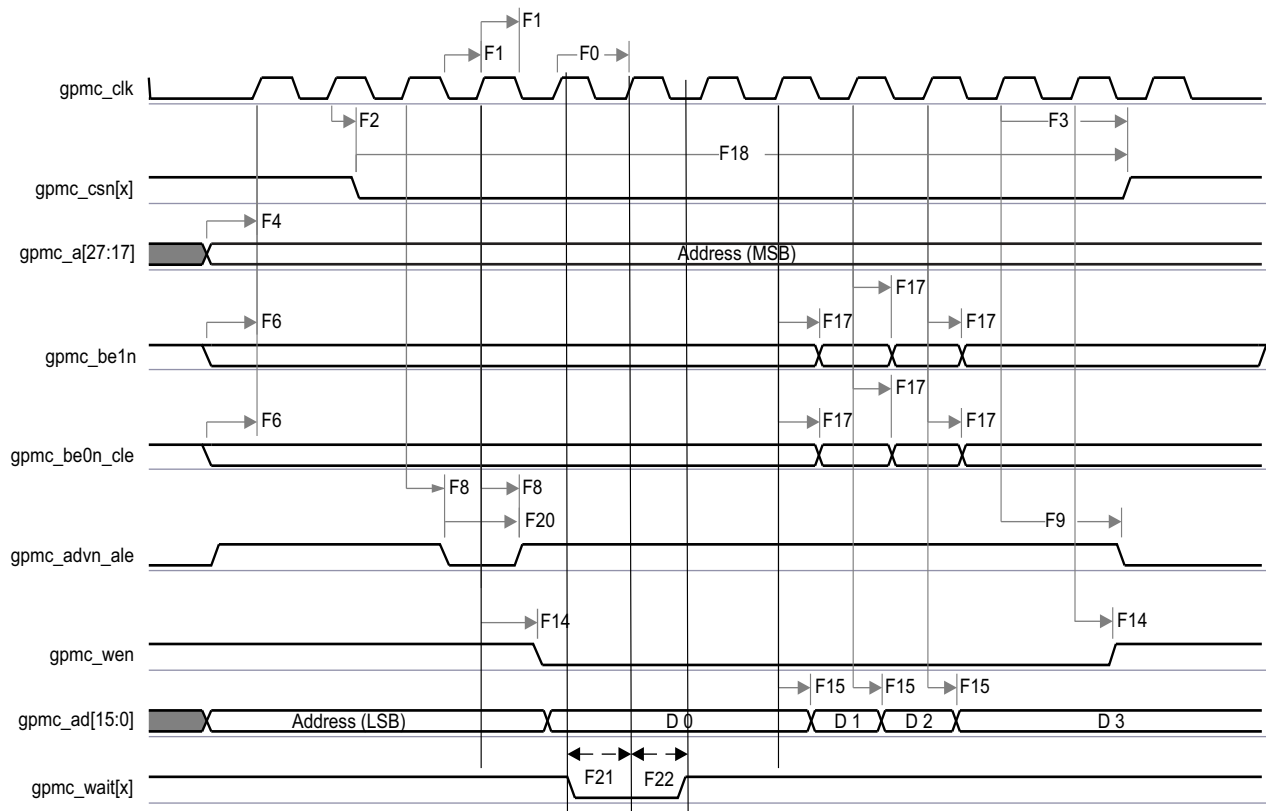 F1
F1
F0
gpmc_clk
F2
F3
F18
gpmc_csn[x]
F4
gpmc_a[27:17]
Address (MSB)
F17
F6
F17
F17
gpmc_be1n
F17
F6
F17
F17
gpmc_be0n_cle
F8
F8
F20
F9
gpmc_advn_ale
F14
F14
gpmc_wen
F15
F15
F15
gpmc_ad[15:0]
Address (LSB)
D 0
D 1
D 2
D 3
F21
F22
gpmc_wait[x]